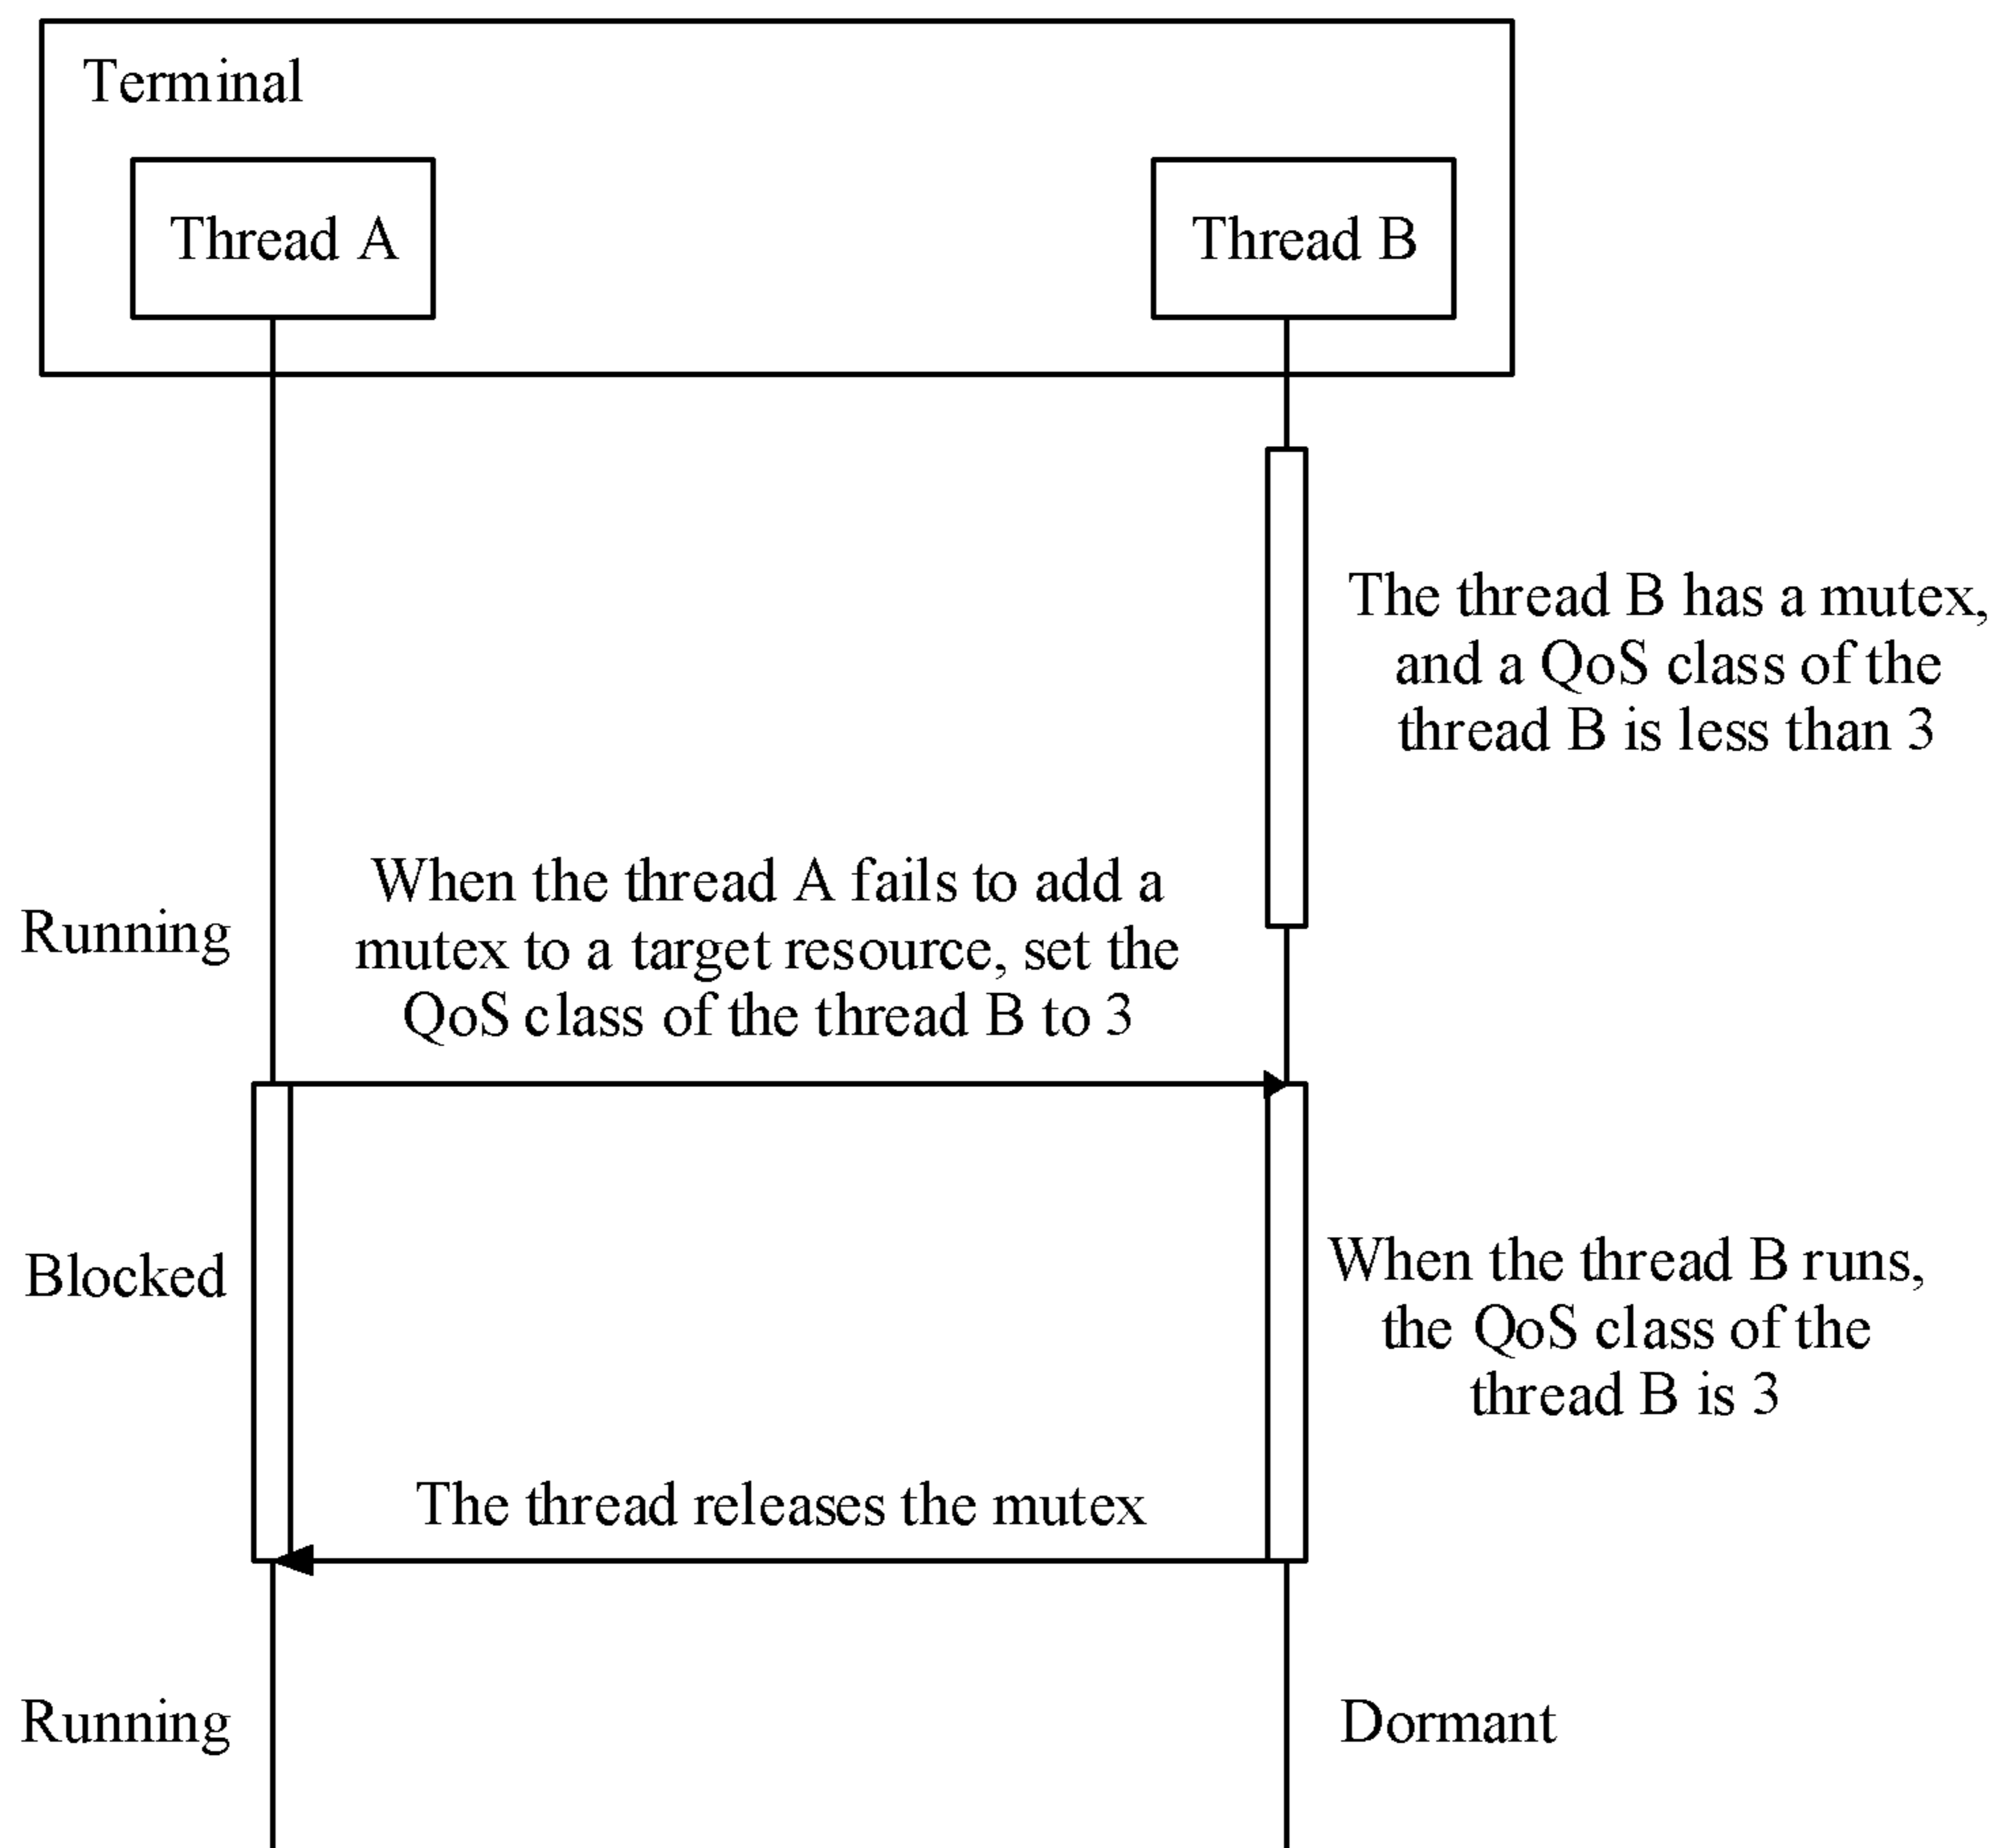 Terminal
Thread A
Thread B
The thread B has a mutex,
and a QoS class of the
thread B is less than 3
When the thread A fails to add a
mutex to a target resource, set the
QoS class of the thread B to 3
Running
Blocked
When the thread B runs,
the QoS class of the
thread B is 3
The thread releases the mutex
Running
Dormant